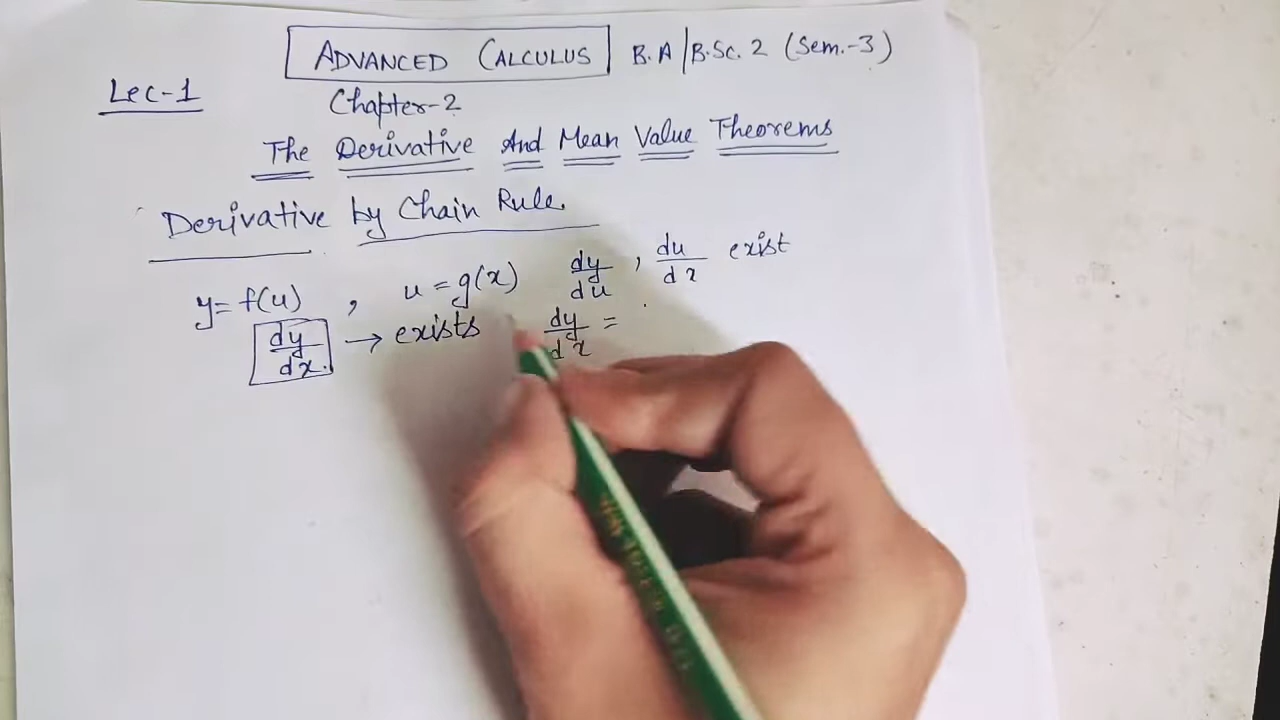 ADVANCED CALCULUS B.A/B.Sc. 2 (Sem.-3)
Lec-1
Chapter-2
The Derivative And Mean Value Theorems
Derivative by Chain Rule.
y=f(u) , u=g(x) dy/du , du/dx exist
dy/dx. → exists dy/dx =